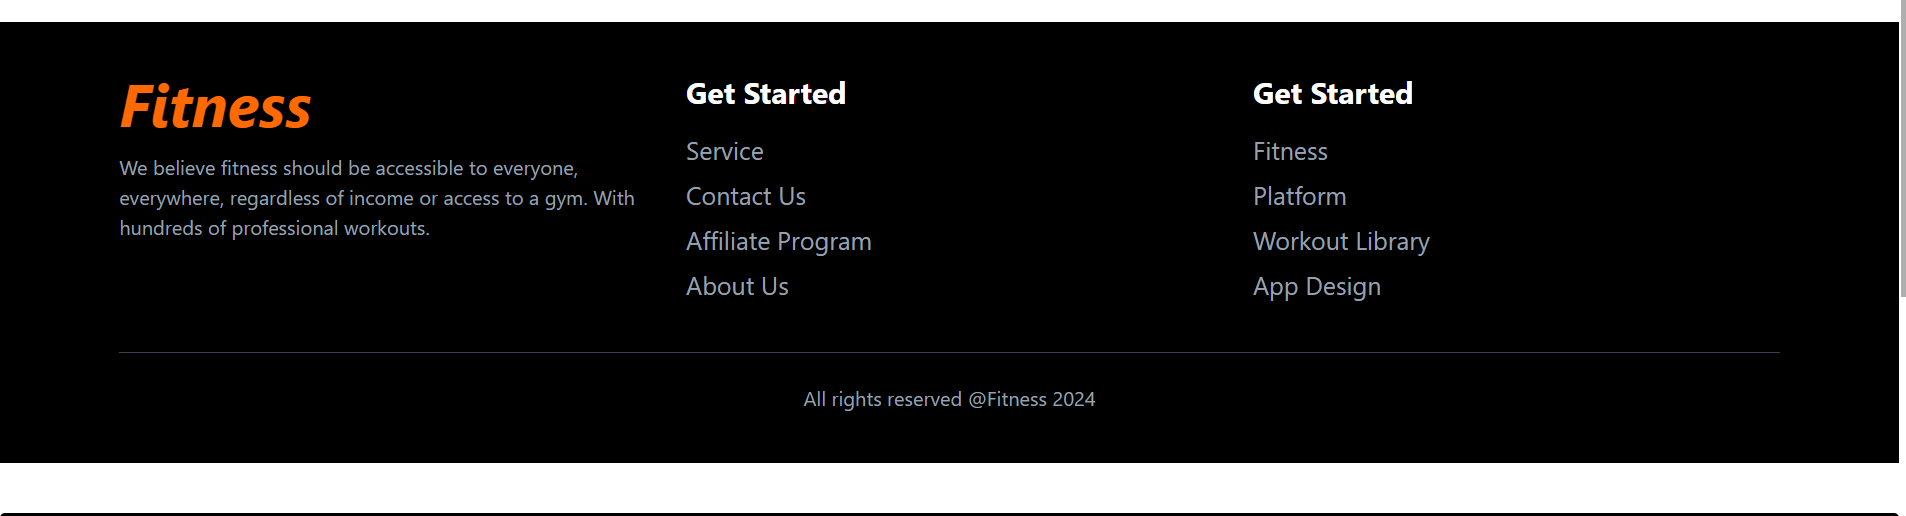 Fitness
We believe fitness should be accessible to everyone,
everywhere, regardless of income or access to a gym. With
hundreds of professional workouts.
Get Started
Service
Contact Us
Affiliate Program
About Us
Get Started
Fitness
Platform
Workout Library
App Design
All rights reserved @Fitness 2024